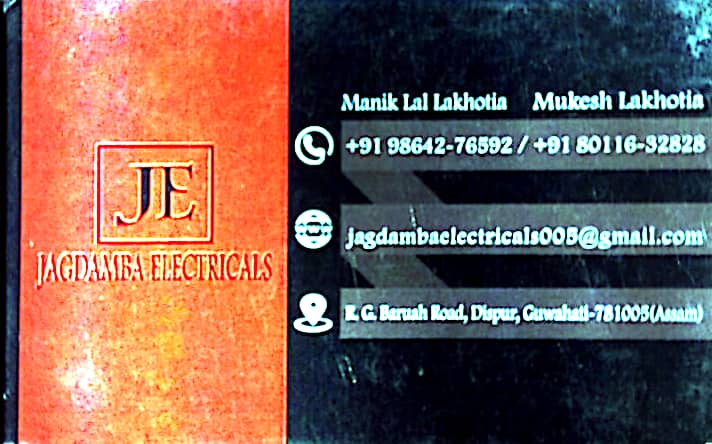 JE
JAGDAMBA ELECTRICALS
Manik Lal Lakhotia Mukesh Lakhotia
+91 98642-76592 / +91 80116-32828
jagdambaelectricals005@gmail.com
R. G. Baruah Road, Dispur, Guwahati-781005(Assam)